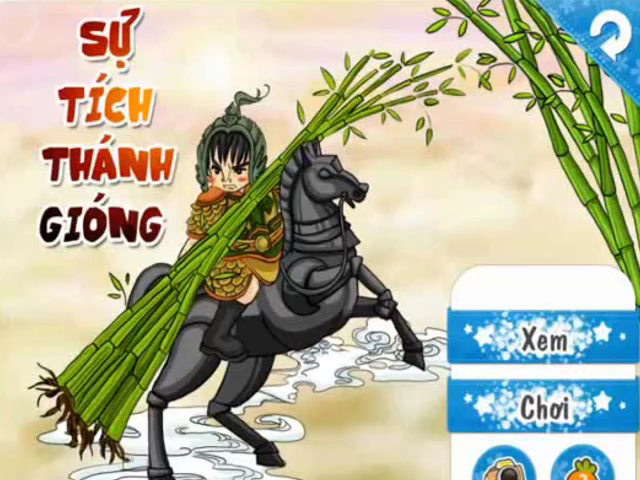 SỰ
TÍCH
THÁNH
GIÓNG
Xem
Chơi